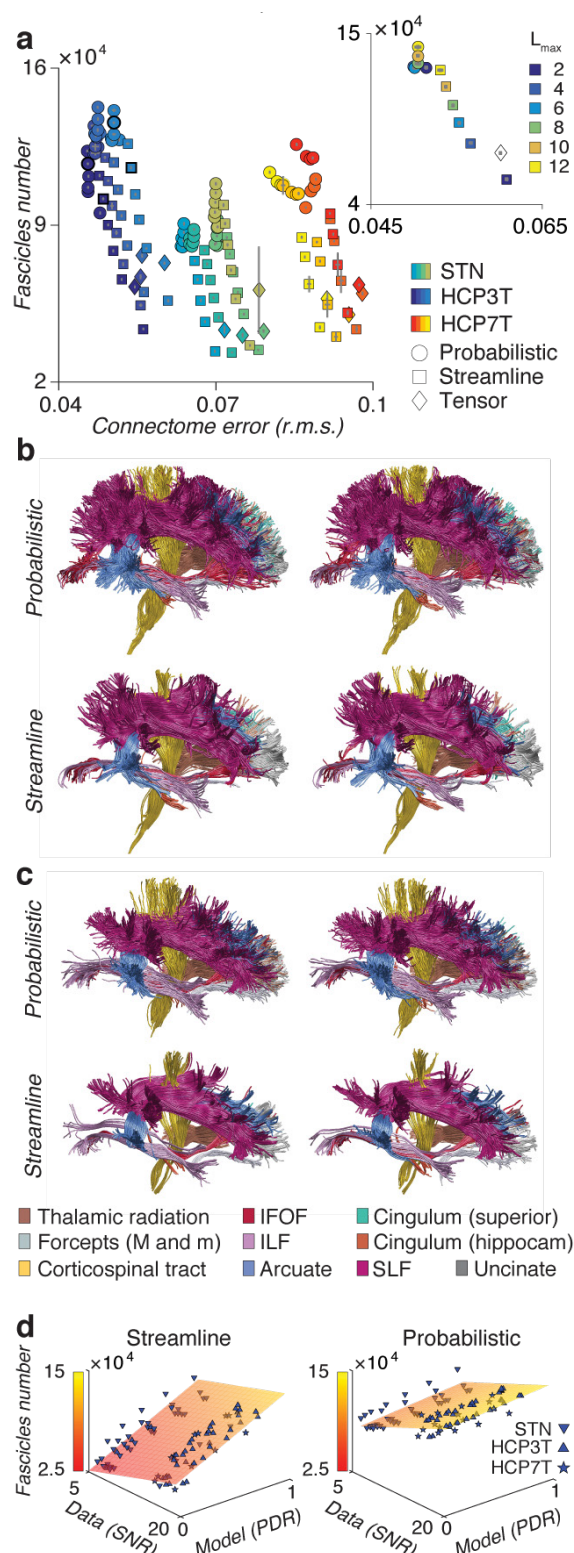 a
×10⁴
16
9
2
Fascicles number
0.04
0.07
0.1
Connectome error (r.m.s.)
×10⁴
15
4
0.045
0.065
Lmax
2
4
6
8
10
12
STN
HCP3T
HCP7T
Probabilistic
Streamline
Tensor
b
Probabilistic
Streamline
c
Probabilistic
Streamline
Thalamic radiation
IFOF
Cingulum (superior)
Forcepts (M and m)
ILF
Cingulum (hippocam)
Corticospinal tract
Arcuate
SLF
Uncinate
d
Streamline
Probabilistic
Fascicles number
15
×10⁴
2.5
5
Data (SNR)
20
0
Model (PDR)
1
15
×10⁴
2.5
5
Data (SNR)
20
0
Model (PDR)
1
STN
HCP3T
HCP7T